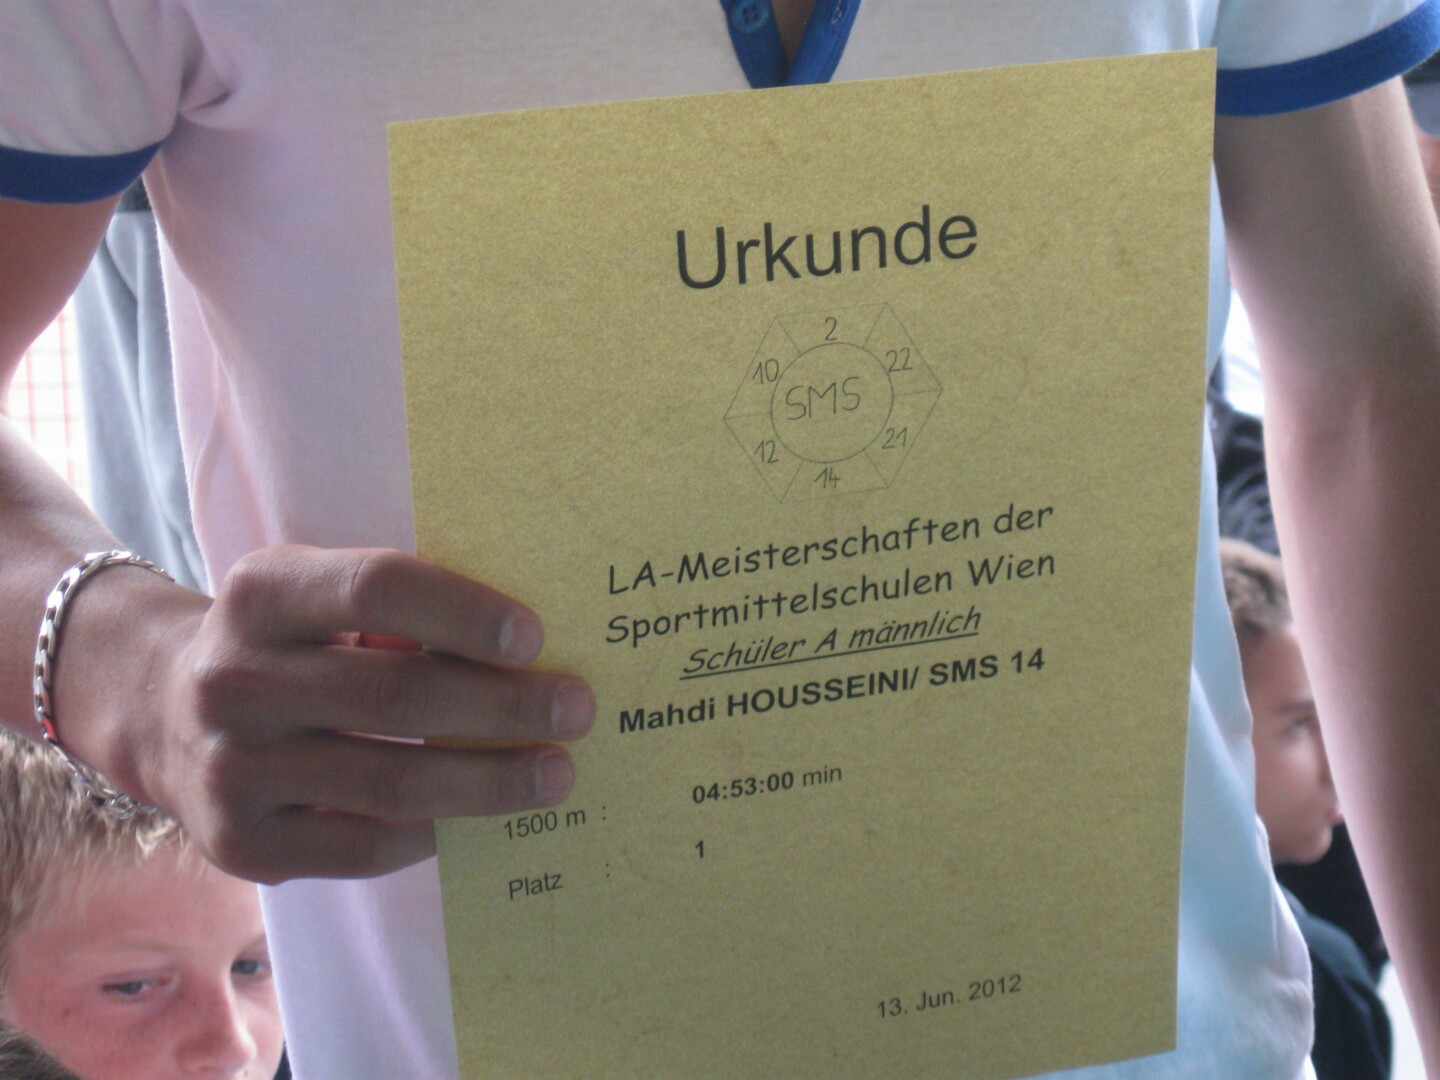 Urkunde
2
10 22
SMS
12 21
14
LA-Meisterschaften der
Sportmittelschulen Wien
Schüler A männlich
Mahdi HOUSSEINI/ SMS 14
1500 m : 04:53:00 min
Platz : 1
13. Jun. 2012